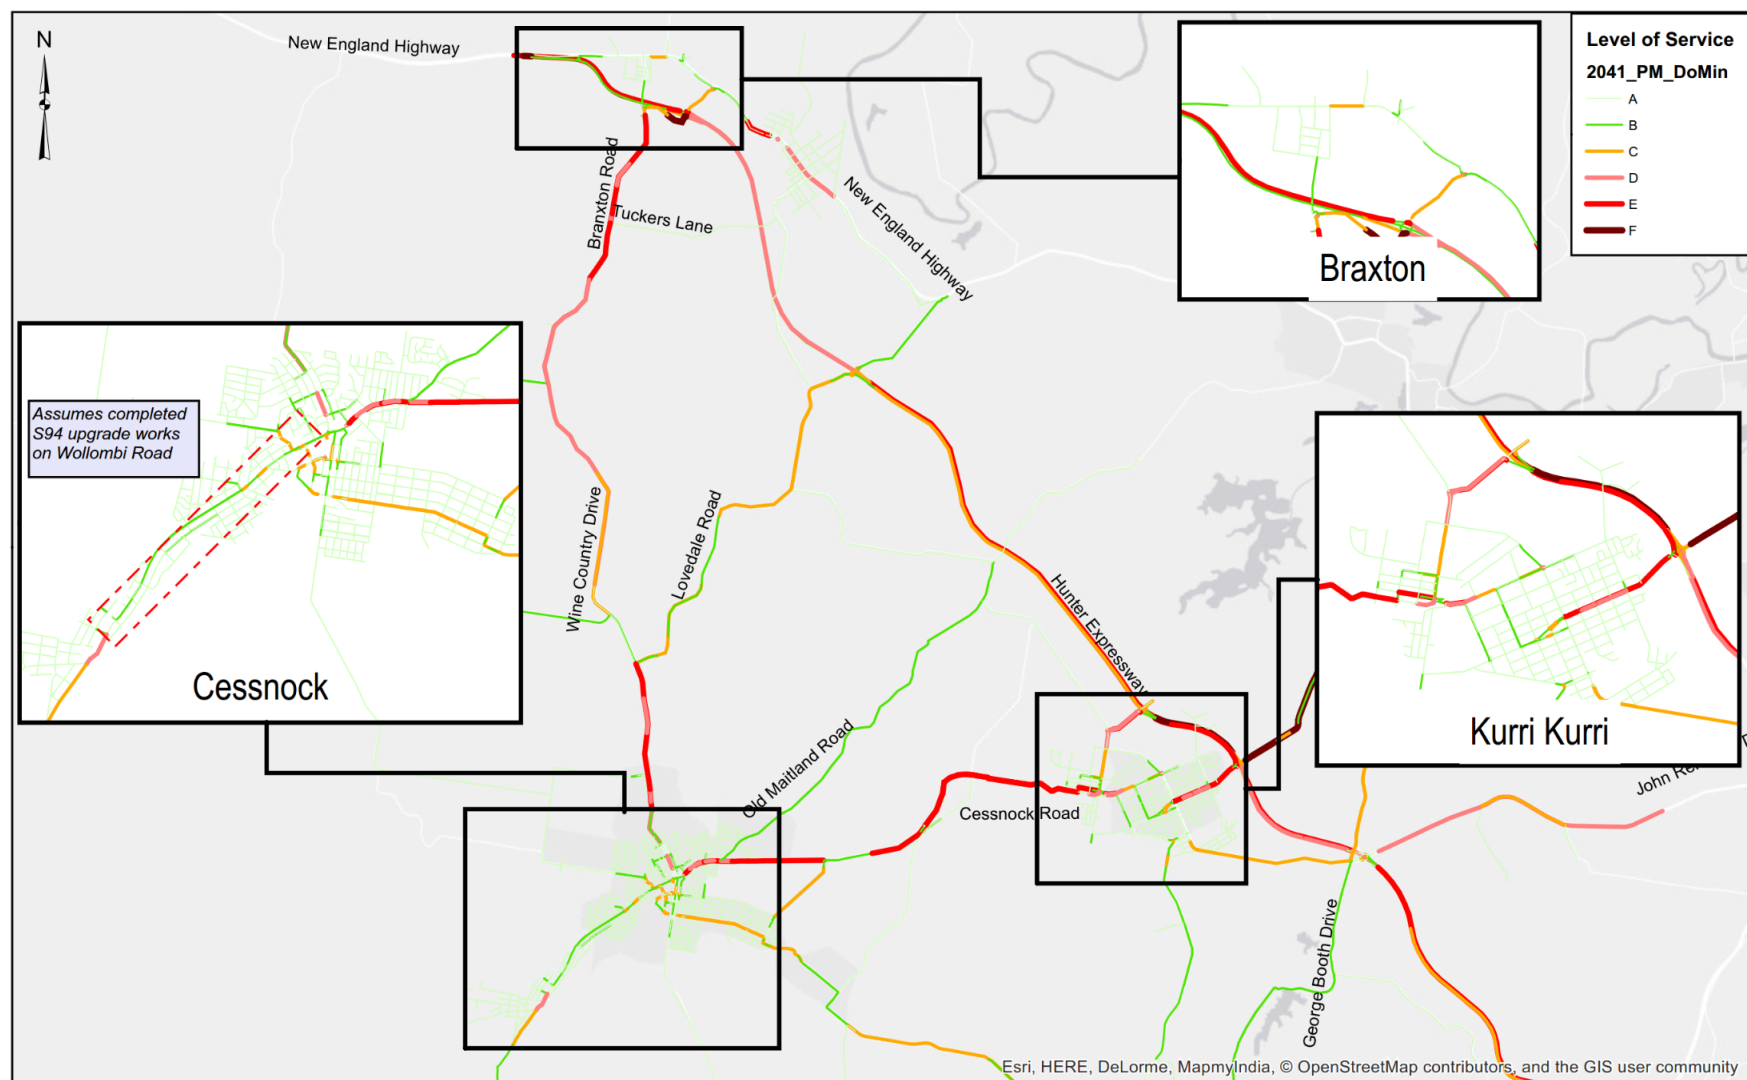 N
New England Highway
Level of Service
2041_PM_DoMin
A
B
C
D
E
F
Braxton
Branxton Road
Tuckers Lane
New England Highway
Assumes completed
S94 upgrade works
on Wollombi Road
Cessnock
Wine Country Drive
Lovedale Road
Hunter Expressway
Old Maitland Road
Cessnock Road
Kurri Kurri
George Booth Drive
Esri, HERE, DeLorme, MapmyIndia, © OpenStreetMap contributors, and the GIS user community